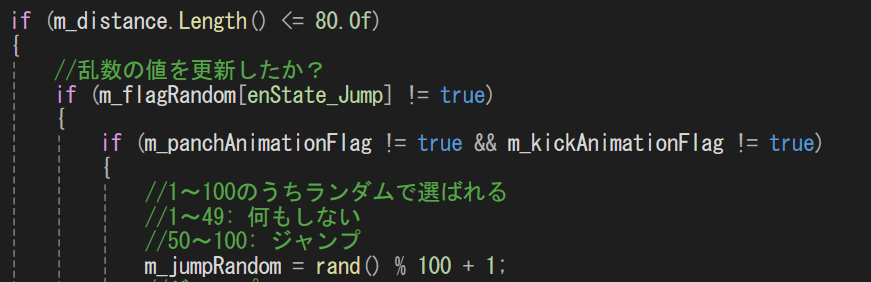 if (m_distance.Length() <= 80.0f)
{
//乱数の値を更新したか？
if (m_flagRandom[enState_Jump] != true)
{
if (m_panchAnimationFlag != true && m_kickAnimationFlag != true)
{
//1～100のうちランダムで選ばれる
//1～49: 何もしない
//50～100: ジャンプ
m_jumpRandom = rand() % 100 + 1;